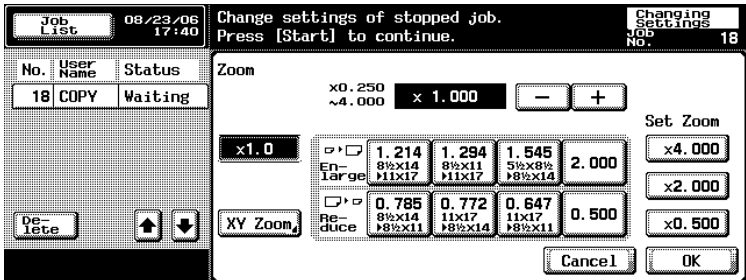 Job
List
08/23/06
17:40
Change settings of stopped job.
Press [Start] to continue.
Changing
Settings
Job
No. 18
No. User
Name Status
18 COPY Waiting
De-
lete
Zoom
x0.250
~4.000
x 1.000
− +
Set Zoom
x1.0
En-
large
1.214
8½x14
▸11x17
1.294
8½x11
▸11x17
1.545
5½x8½
▸8½x14
2.000
x4.000
x2.000
x0.500
XY Zoom
Re-
duce
0.785
8½x14
▸8½x11
0.772
11x17
▸8½x14
0.647
11x17
▸8½x11
0.500
Cancel
OK